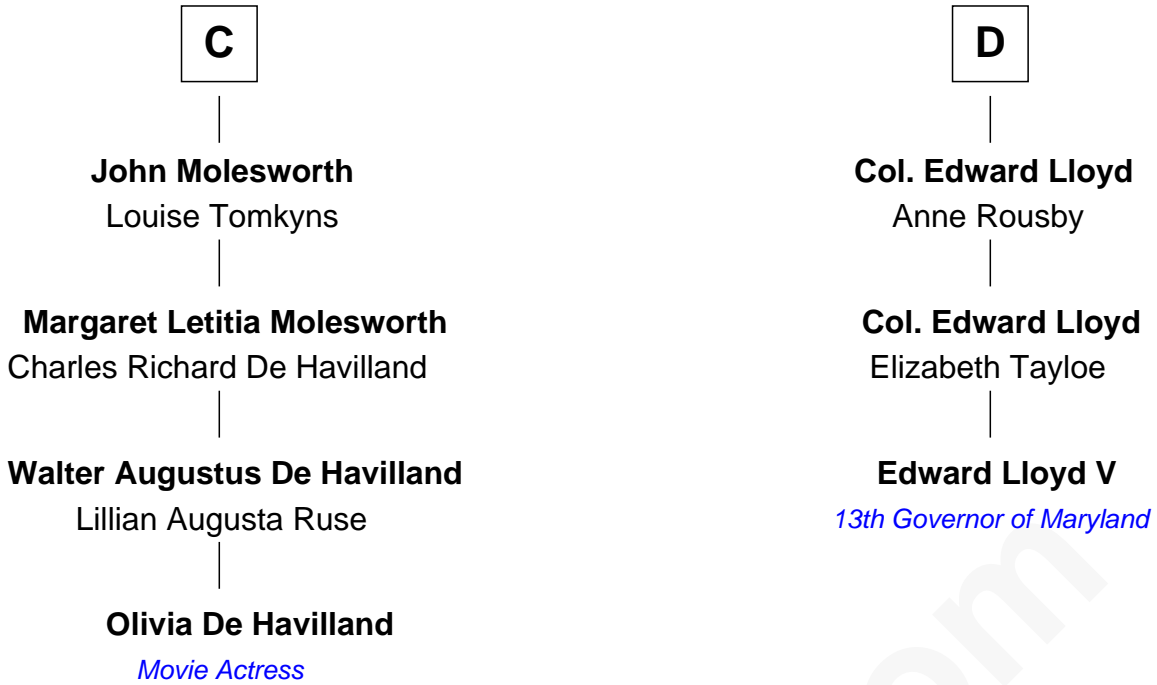 C
John Molesworth
Louise Tomkyns
Margaret Letitia Molesworth
Charles Richard De Havilland
Walter Augustus De Havilland
Lillian Augusta Ruse
Olivia De Havilland
Movie Actress
D
Col. Edward Lloyd
Anne Rousby
Col. Edward Lloyd
Elizabeth Tayloe
Edward Lloyd V
13th Governor of Maryland
om